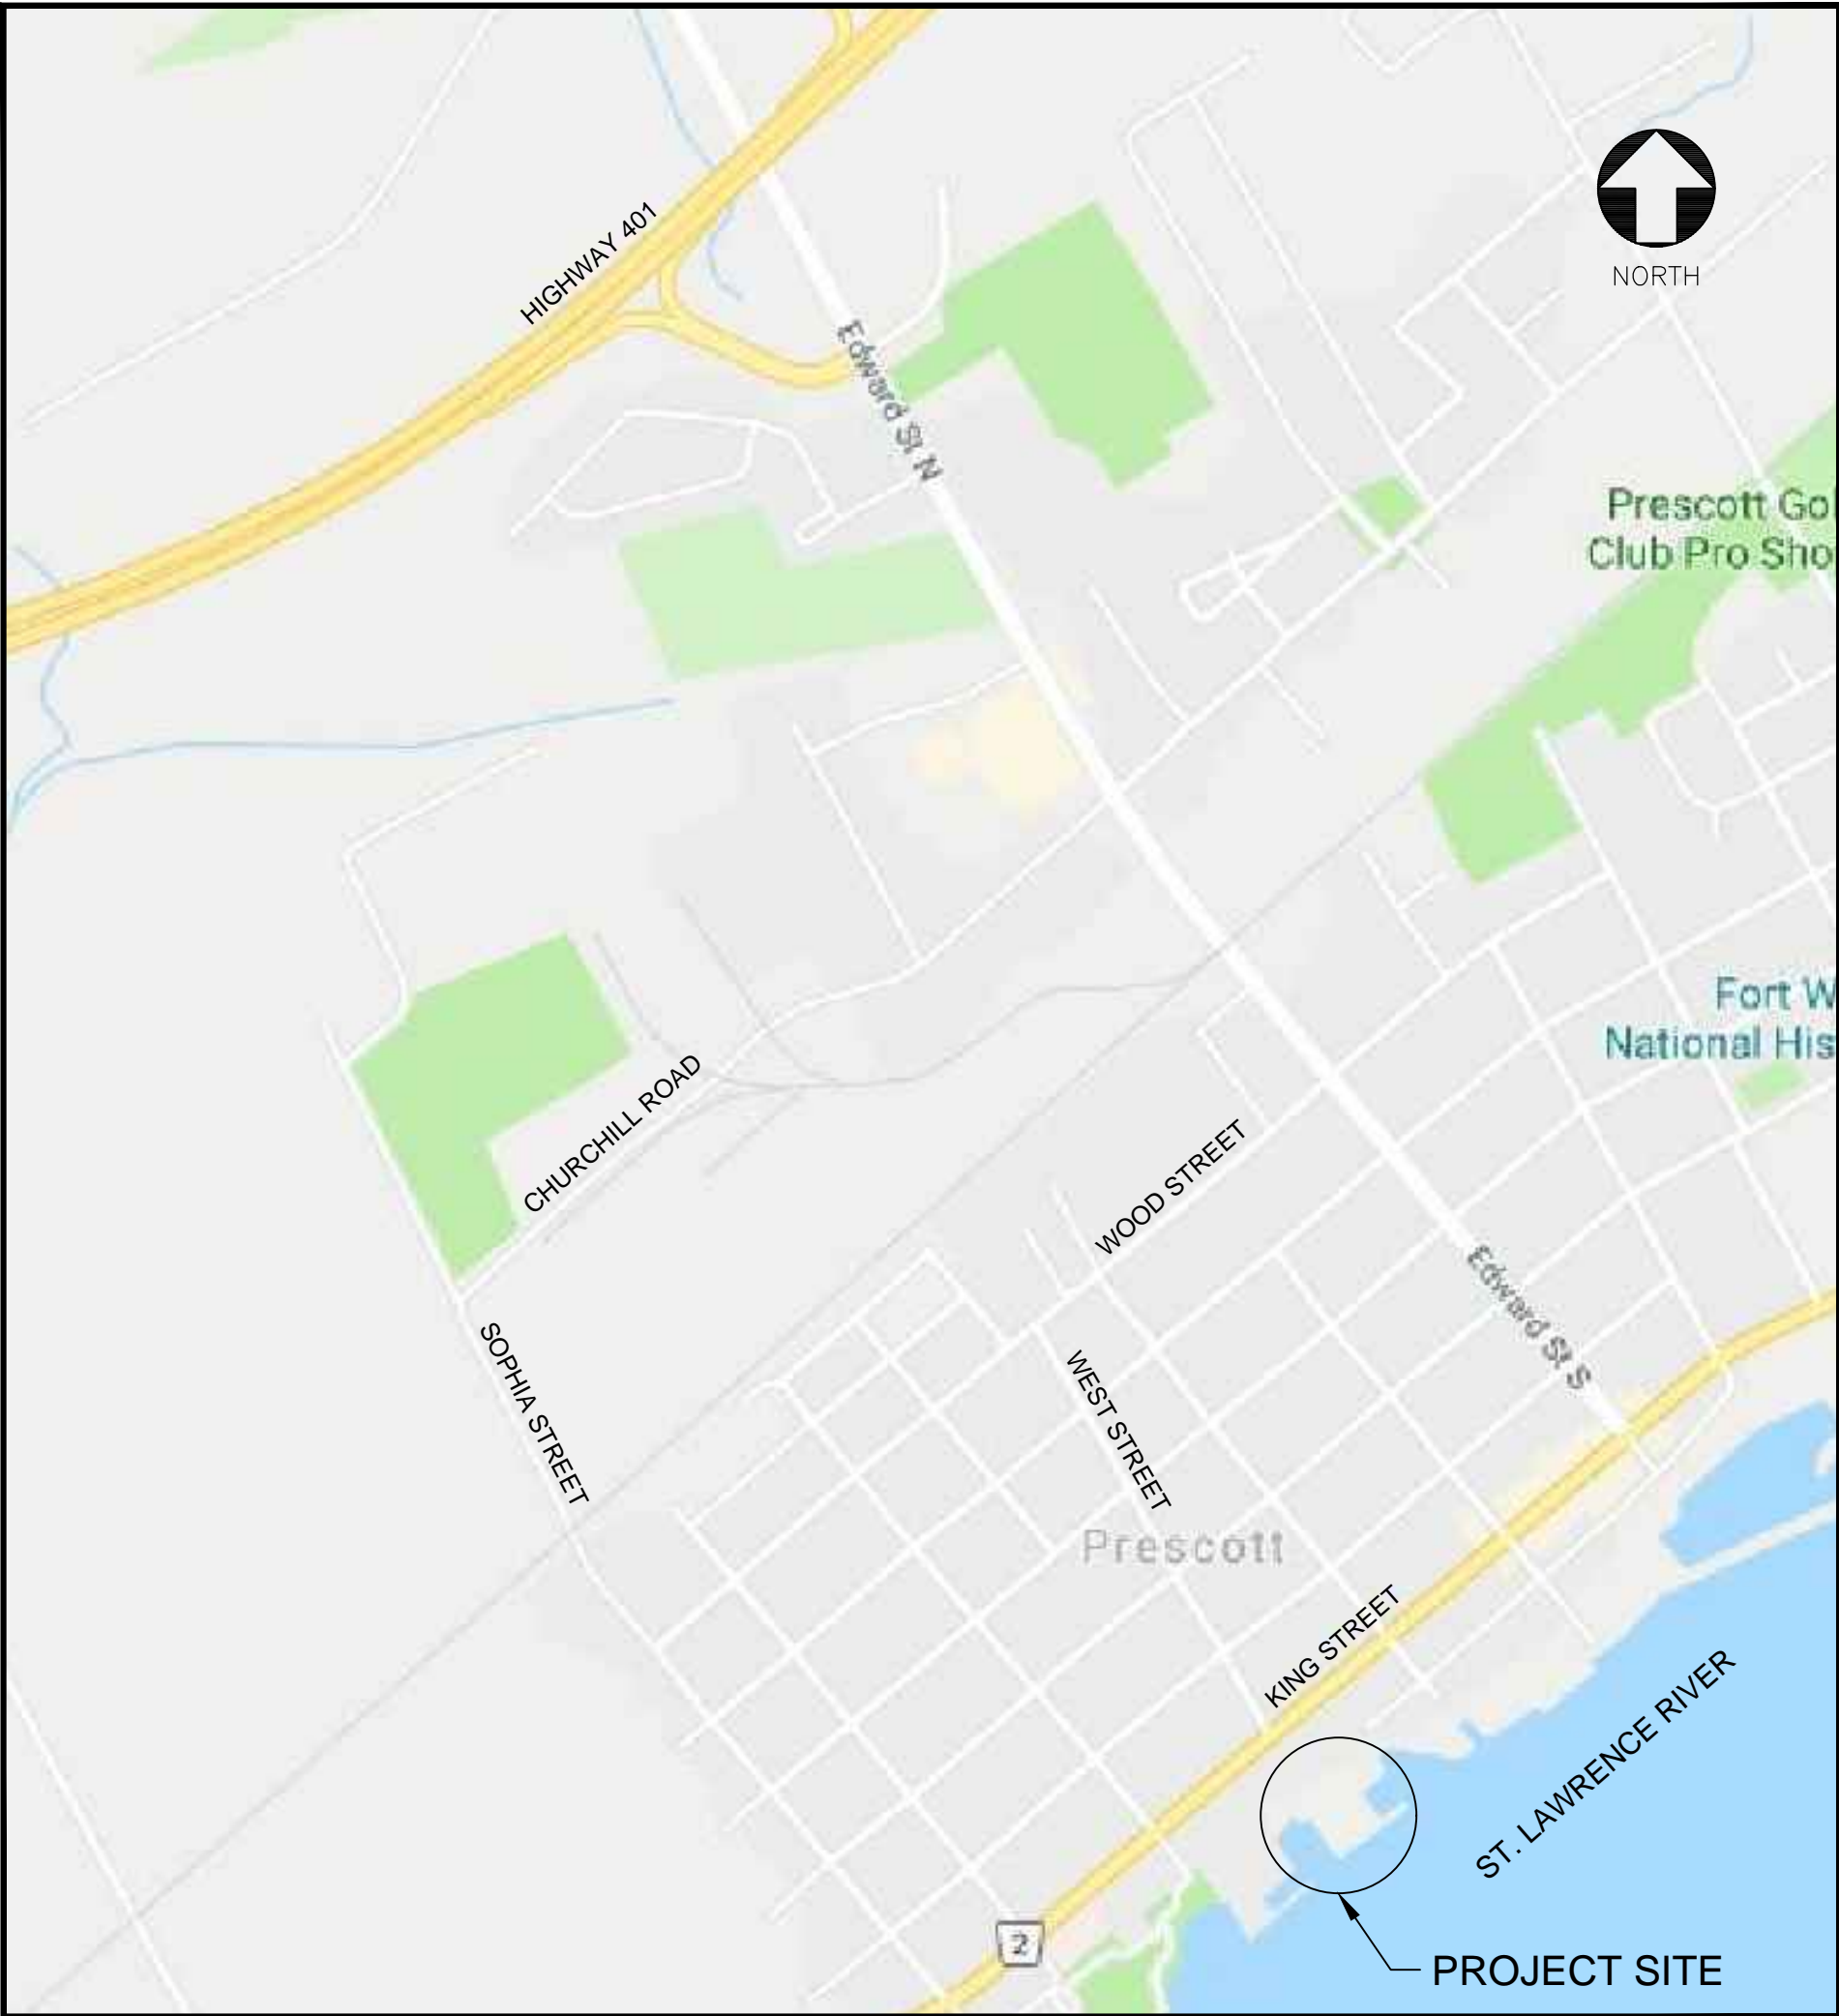 HIGHWAY 401
NORTH
Edward St N
Prescott Go
Club Pro Sho
Fort W
National His
CHURCHILL ROAD
WOOD STREET
Edward St S
SOPHIA STREET
WEST STREET
Prescott
KING STREET
ST. LAWRENCE RIVER
2
PROJECT SITE